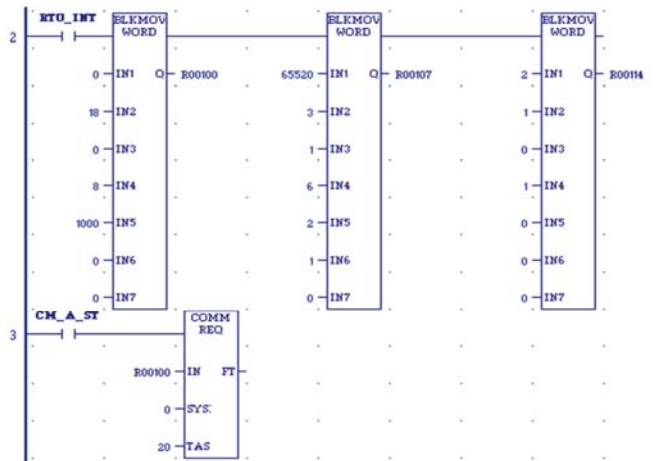 RTU_INT BLKMOV WORD BLKMOV WORD BLKMOV WORD
2
0 IN1 Q R00100 65520 IN1 Q R00107 2 IN1 Q R00114
18 IN2 3 IN2 1 IN2
0 IN3 1 IN3 0 IN3
8 IN4 6 IN4 1 IN4
1000 IN5 2 IN5 0 IN5
0 IN6 1 IN6 0 IN6
0 IN7 0 IN7 0 IN7
CM_A_ST COMM REQ
3
R00100 IN FT
0 SYS:
20 TAS